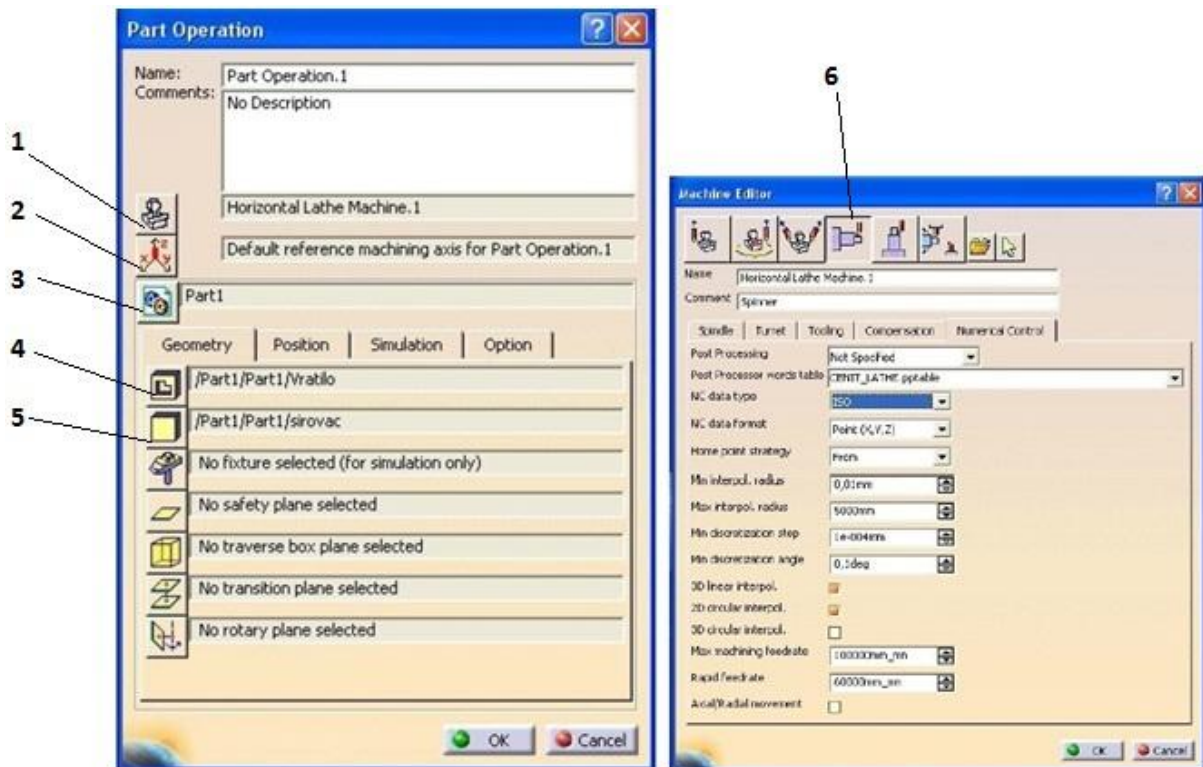 Part Operation
Name: Part Operation.1
Comments: No Description
1
Horizontal Lathe Machine.1
2
Default reference machining axis for Part Operation.1
3
Part1
Geometry Position Simulation Option
4
/Part1/Part1/Vratilo
5
/Part1/Part1/sirovac
No fixture selected (for simulation only)
No safety plane selected
No traverse box plane selected
No transition plane selected
No rotary plane selected
OK Cancel
6
Machine Editor
Name Horizontal Lathe Machine.1
Comment Spinner
Spindle Turret Tooling Compensation Numerical Control
Post Processing Not Specified
Post Processor words table CENIT_LATHE.pptable
NC data type ISO
NC data format Point (X,Y,Z)
Home point strategy From
Min interpol. radius 0,01mm
Max interpol. radius 5000mm
Min discretization step 1e-004mm
Min discretization angle 0,1deg
3D linear interpol.
2D circular interpol.
3D circular interpol.
Max machining feedrate 100000mm_mn
Rapid feedrate 60000mm_mn
Axial/Radial movement
OK Cancel